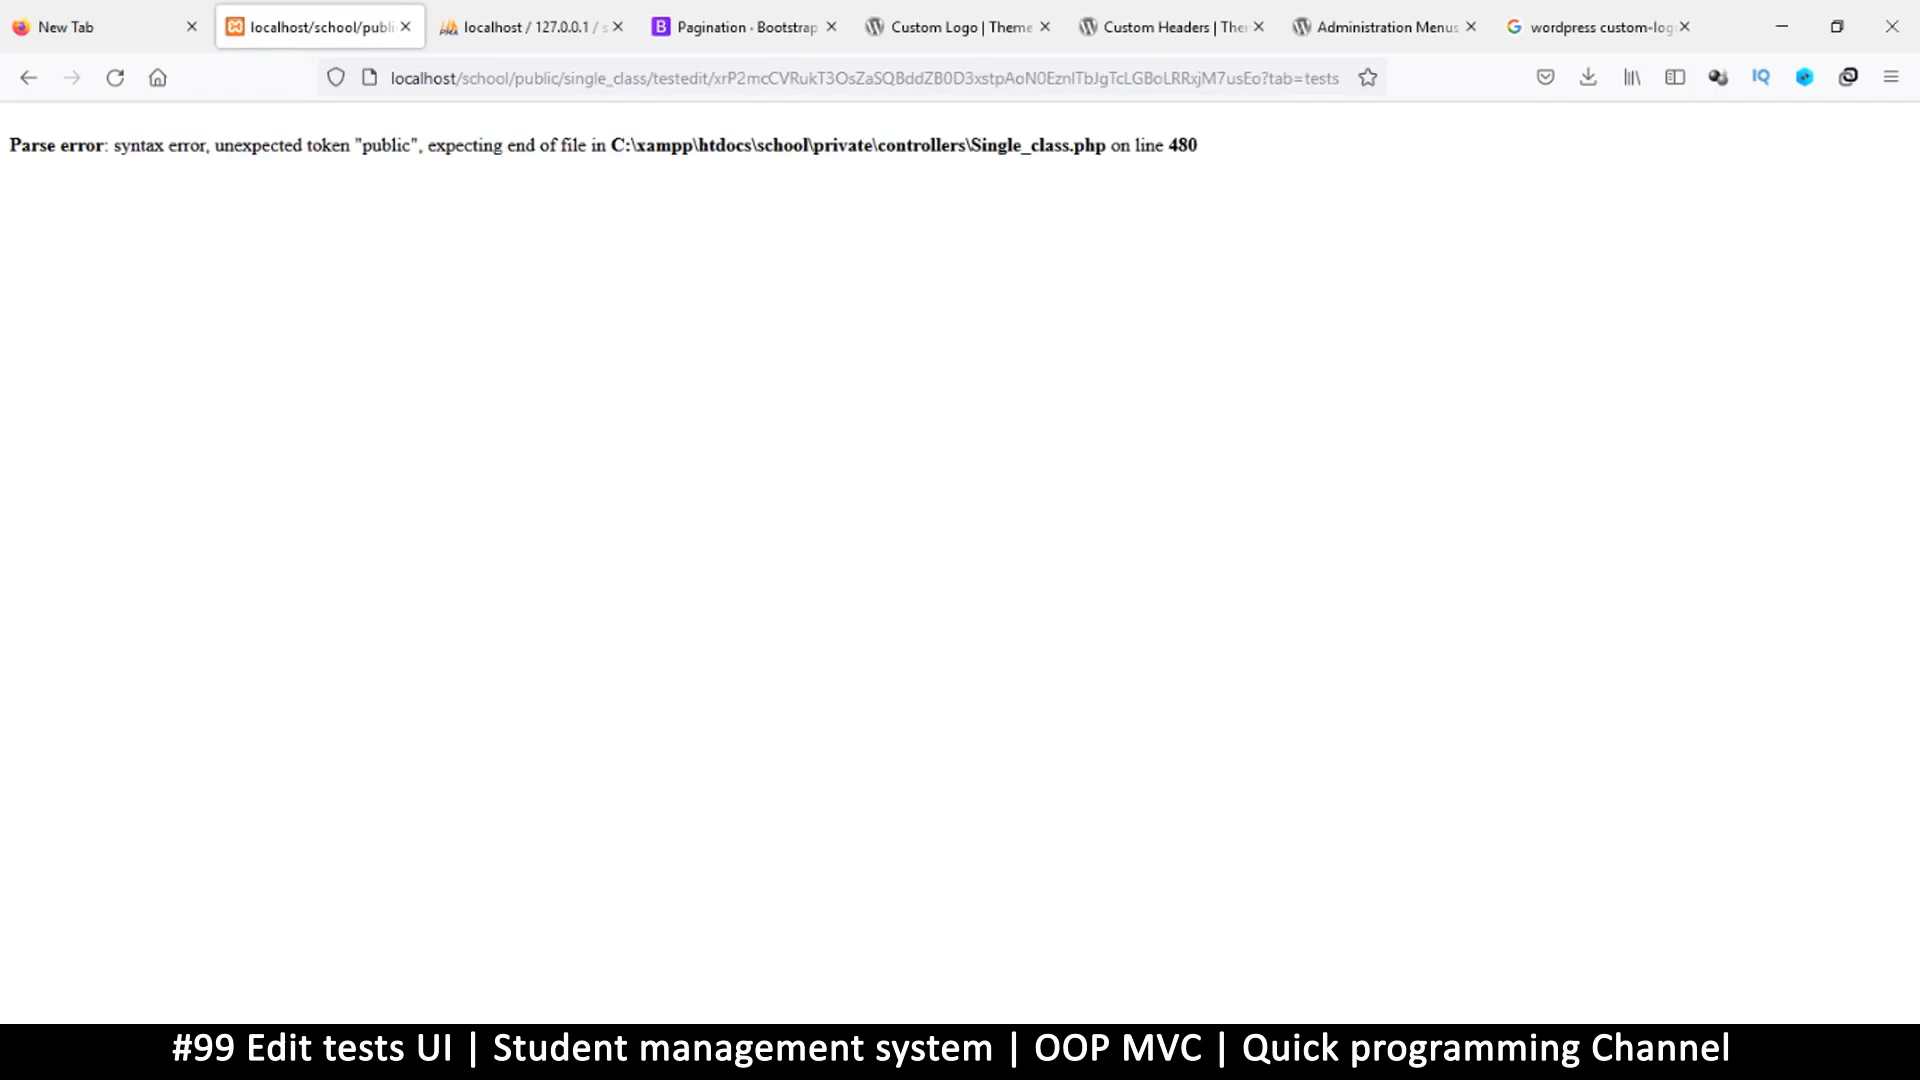 New Tab
localhost/school/publi
localhost / 127.0.0.1 / s
B Pagination · Bootstrap
Custom Logo | Theme
Custom Headers | The
Administration Menus
G wordpress custom-log
localhost/school/public/single_class/testedit/xrP2mcCVRukT3OsZaSQBddZB0D3xstpAoN0EznlTbJgTcLGBoLRRxjM7usEo?tab=tests
IQ
Parse error: syntax error, unexpected token "public", expecting end of file in C:\xampp\htdocs\school\private\controllers\Single_class.php on line 480
#99 Edit tests UI | Student management system | OOP MVC | Quick programming Channel